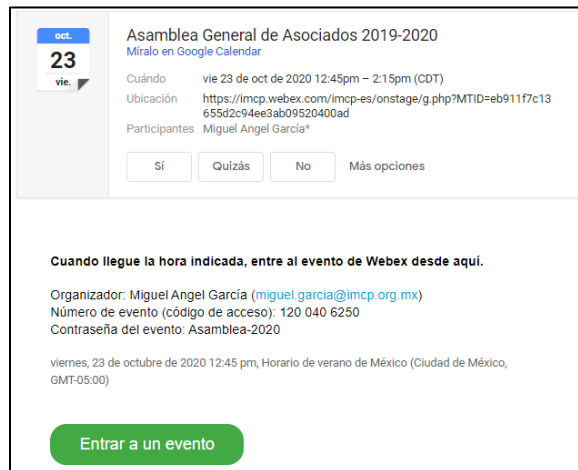 oct.
23
vie.
Asamblea General de Asociados 2019-2020
Míralo en Google Calendar
Cuándo vie 23 de oct de 2020 12:45pm – 2:15pm (CDT)
Ubicación https://imcp.webex.com/imcp-es/onstage/g.php?MTID=eb911f7c13
655d2c94ee3ab09520400ad
Participantes Miguel Angel García*
Sí Quizás No Más opciones
Cuando llegue la hora indicada, entre al evento de Webex desde aquí.
Organizador: Miguel Angel García (miguel.garcia@imcp.org.mx)
Número de evento (código de acceso): 120 040 6250
Contraseña del evento: Asamblea-2020
viernes, 23 de octubre de 2020 12:45 pm, Horario de verano de México (Ciudad de México,
GMT-05:00)
Entrar a un evento